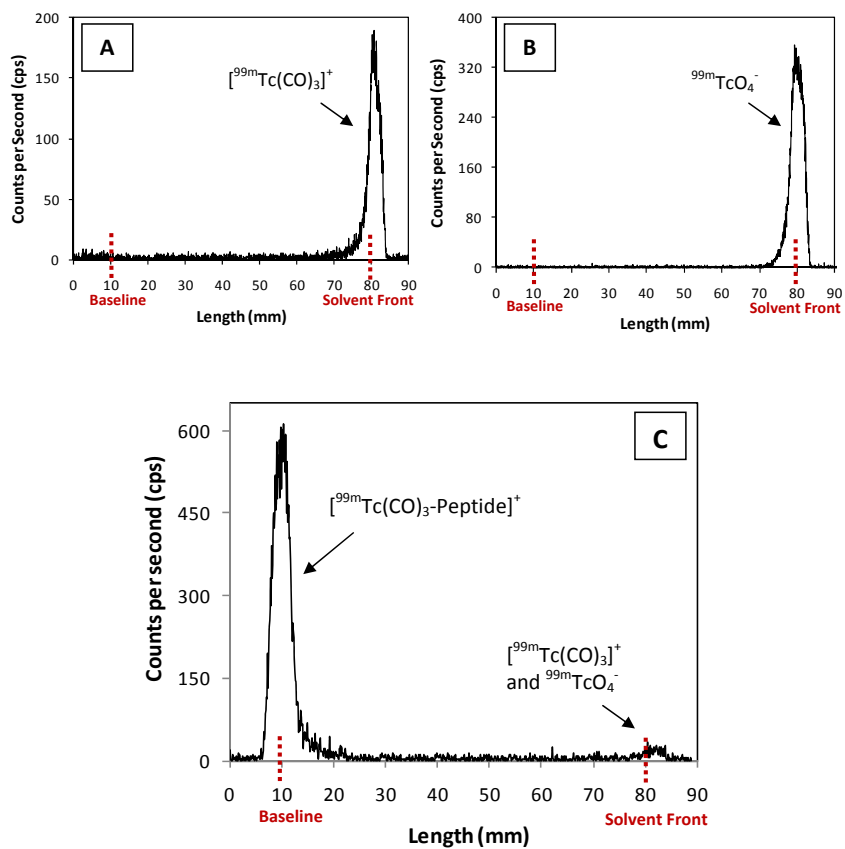 A
[99mTc(CO)3]+
Counts per Second (cps)
200
150
100
50
0
0 10 20 30 40 50 60 70 80 90
Baseline
Solvent Front
Length (mm)
B
99mTcO4-
Counts per Second (cps)
400
320
240
160
80
0
0 10 20 30 40 50 60 70 80 90
Baseline
Solvent Front
Length (mm)
C
[99mTc(CO)3-Peptide]+
[99mTc(CO)3]+
and 99mTcO4-
Counts per second (cps)
600
450
300
150
0
0 10 20 30 40 50 60 70 80 90
Baseline
Solvent Front
Length (mm)